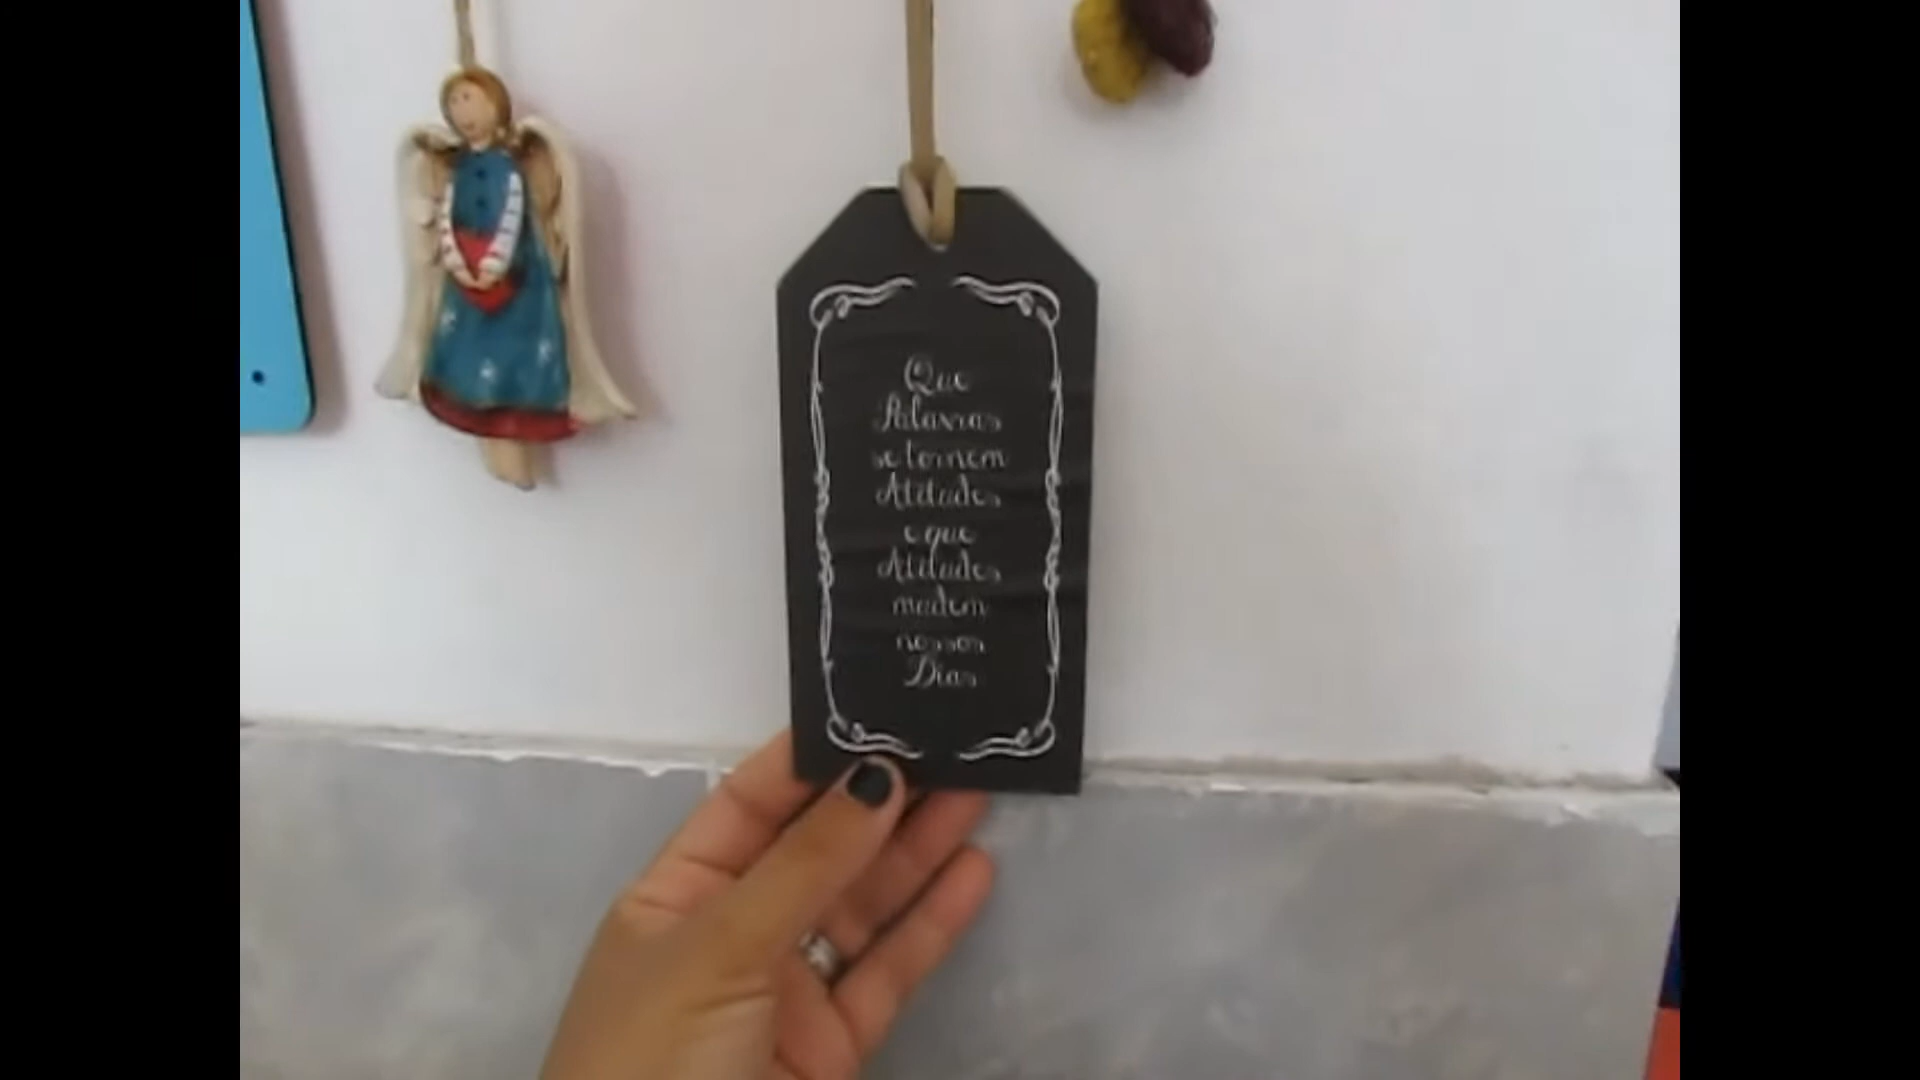 Que
Palavras
se tornem
Atitudes
e que
Atitudes
mudem
nossos
Dias